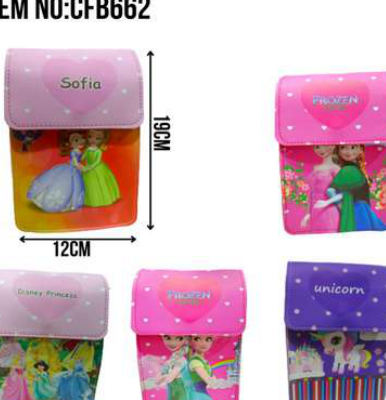 EM NO:CFB662
Sofia
FROZEN
19CM
12CM
Disney Princess
FROZEN
unicorn